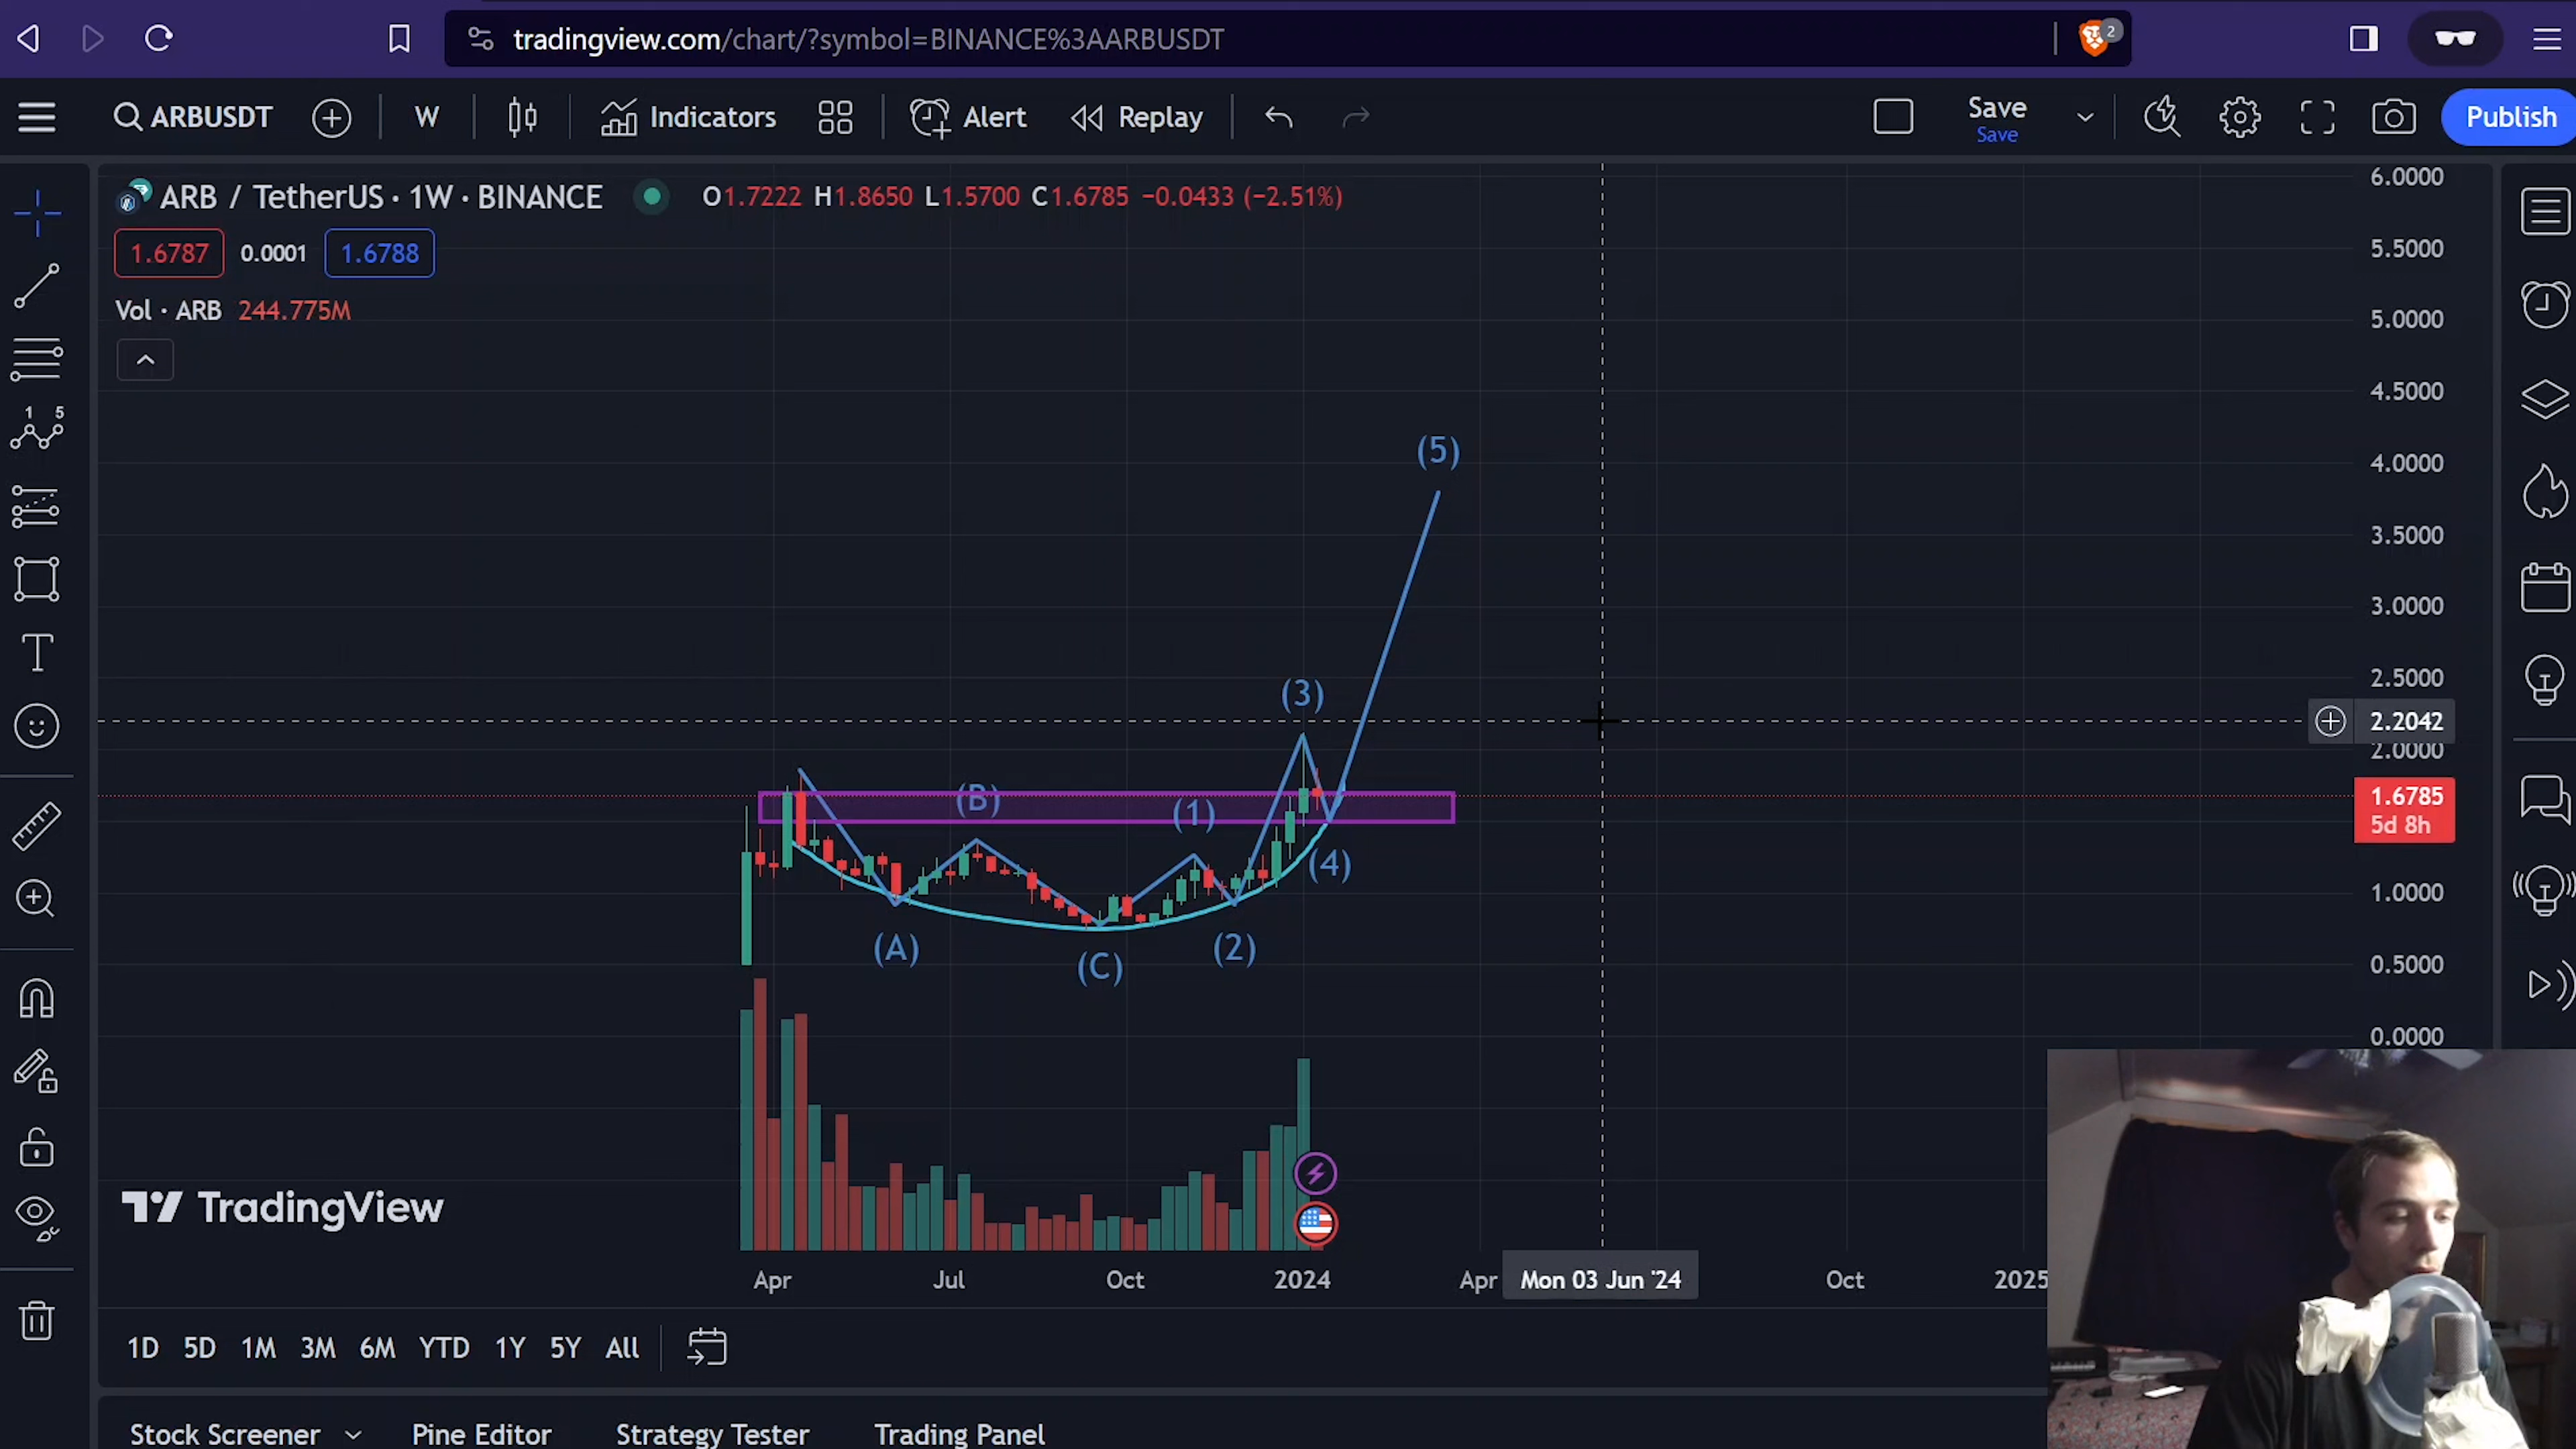 tradingview.com/chart/?symbol=BINANCE%3AARBUSDT
2
ARBUSDT
W
Indicators
Alert
Replay
Save
Save
Publish
ARB / TetherUS · 1W · BINANCE
O1.7222 H1.8650 L1.5700 C1.6785 −0.0433 (−2.51%)
1.6787 0.0001 1.6788
Vol · ARB 244.775M
1 5
6.0000
5.5000
5.0000
4.5000
4.0000
3.5000
3.0000
2.5000
2.2042
2.0000
1.6785
5d 8h
1.0000
0.5000
0.0000
(5)
(3)
(B)
(1)
(4)
(A)
(C)
(2)
TradingView
Apr Jul Oct 2024 Apr Mon 03 Jun '24 Oct 2025
1D 5D 1M 3M 6M YTD 1Y 5Y All
Stock Screener Pine Editor Strategy Tester Trading Panel